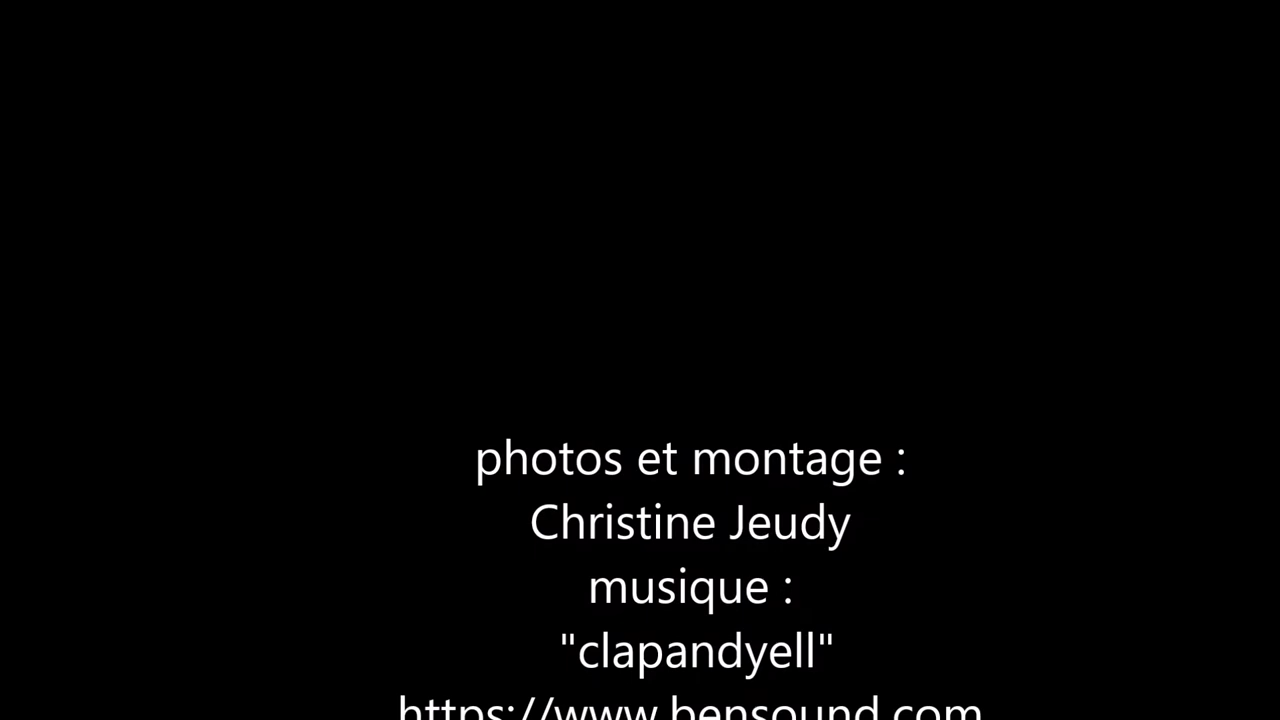 photos et montage :
Christine Jeudy
musique :
"clapandyell"
https://www.bensound.com